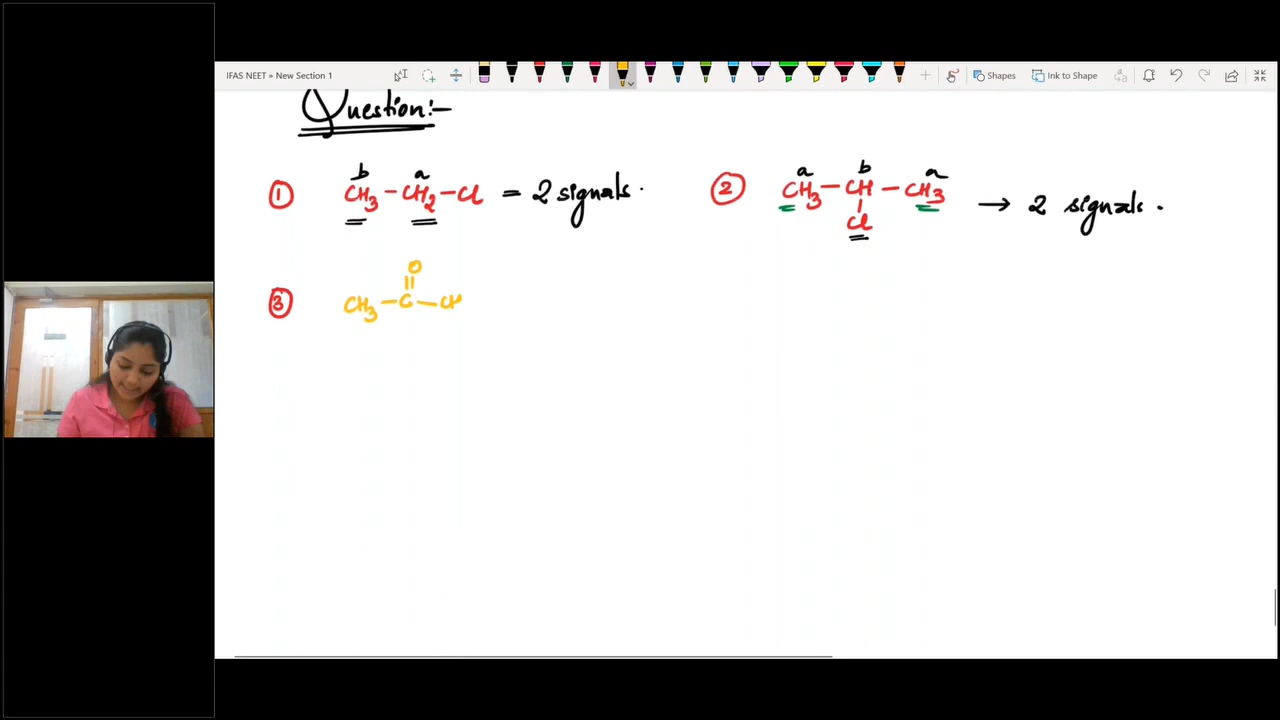 IFAS NEET » New Section 1
Shapes
Ink to Shape
Question:-
① CH3 - CH2 - Cl = 2 signals.
b a
② CH3 - CH - CH3 → 2 signals.
a b a
Cl
O
③ CH3 - C - CH